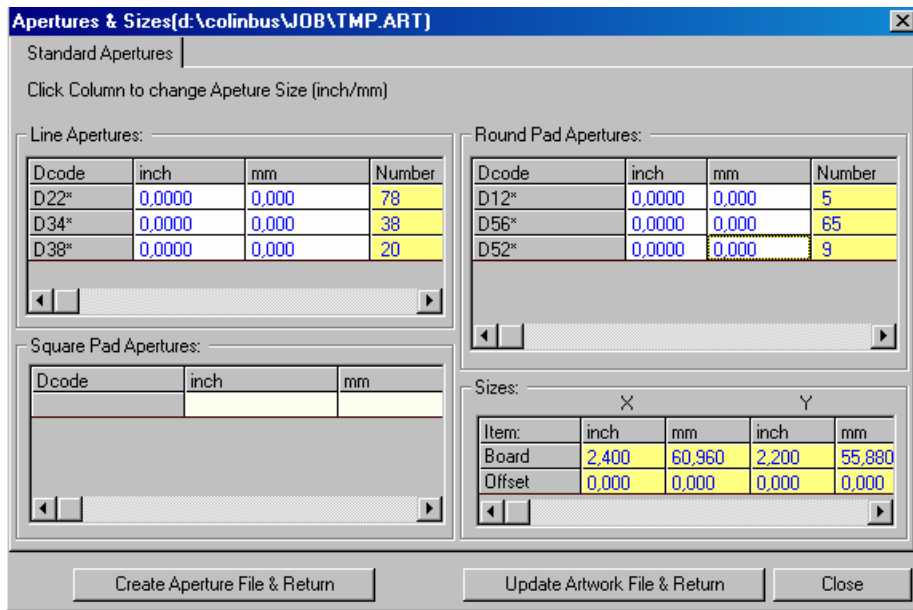 Apertures & Sizes(d:\colinbus\JOB\TMP.ART)
Standard Apertures
Click Column to change Apeture Size (inch/mm)
Line Apertures:
Dcode inch mm Number
D22* 0,0000 0,000 78
D34* 0,0000 0,000 38
D38* 0,0000 0,000 20
Round Pad Apertures:
Dcode inch mm Number
D12* 0,0000 0,000 5
D56* 0,0000 0,000 65
D52* 0,0000 0,000 9
Square Pad Apertures:
Dcode inch mm
Sizes:
X Y
Item: inch mm inch mm
Board 2,400 60,960 2,200 55,880
Offset 0,000 0,000 0,000 0,000
Create Aperture File & Return
Update Artwork File & Return
Close